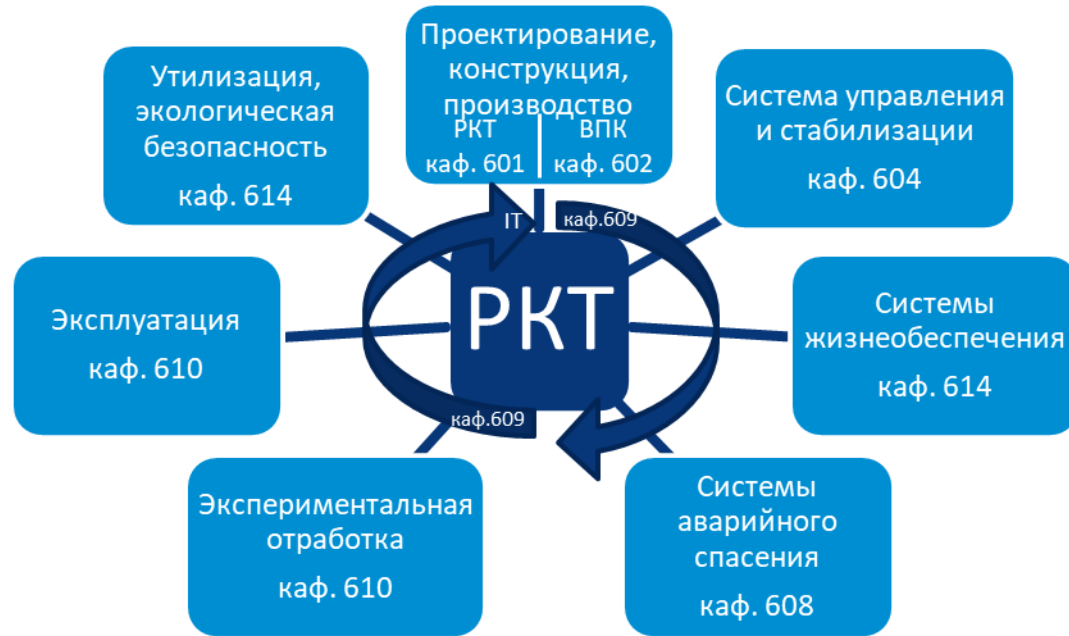 Проектирование,
конструкция,
производство
РКТ ВПК
каф. 601 каф. 602
Система управления
и стабилизации
каф. 604
Системы
жизнеобеспечения
каф. 614
Системы
аварийного
спасения
каф. 608
Экспериментальная
отработка
каф. 610
Эксплуатация
каф. 610
Утилизация,
экологическая
безопасность
каф. 614
IT каф.609
РКТ
каф.609